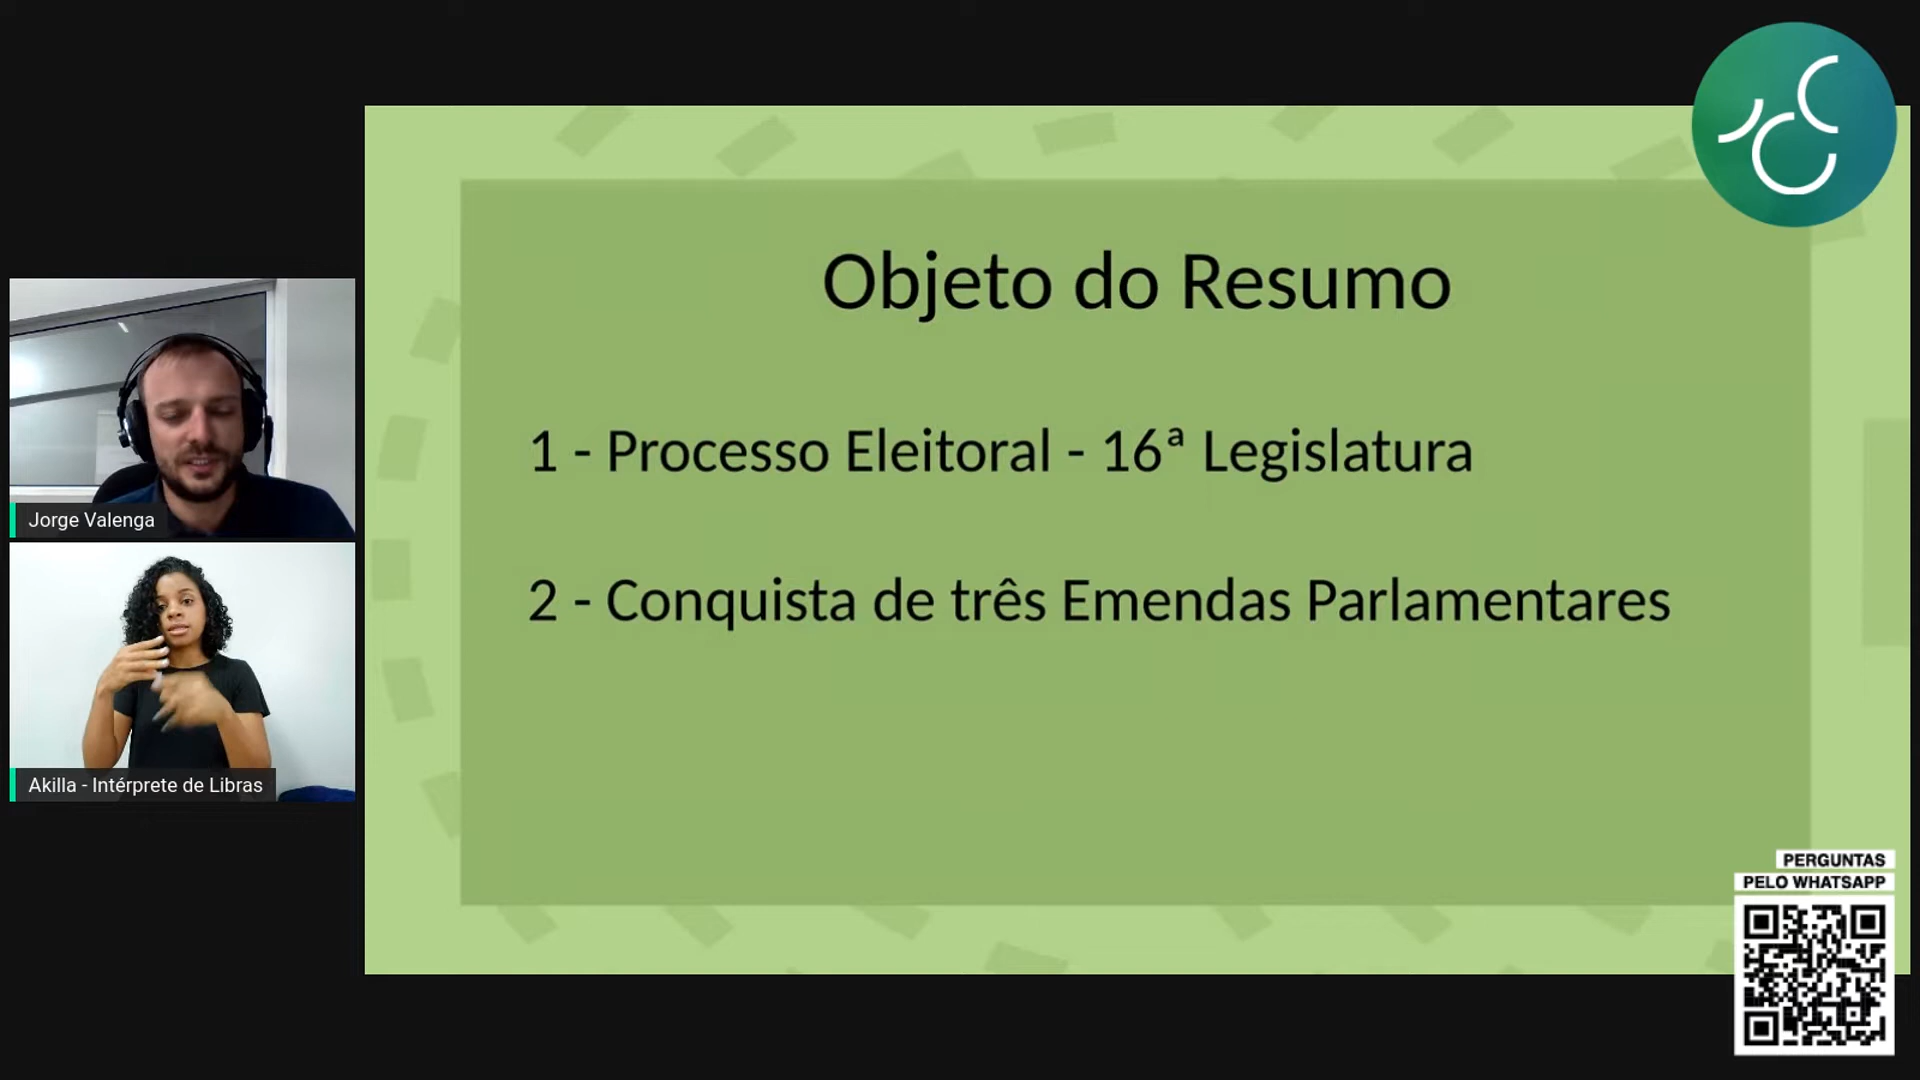 Objeto do Resumo
1 - Processo Eleitoral - 16ª Legislatura
2 - Conquista de três Emendas Parlamentares
Jorge Valenga
Akilla - Intérprete de Libras
PERGUNTAS
PELO WHATSAPP